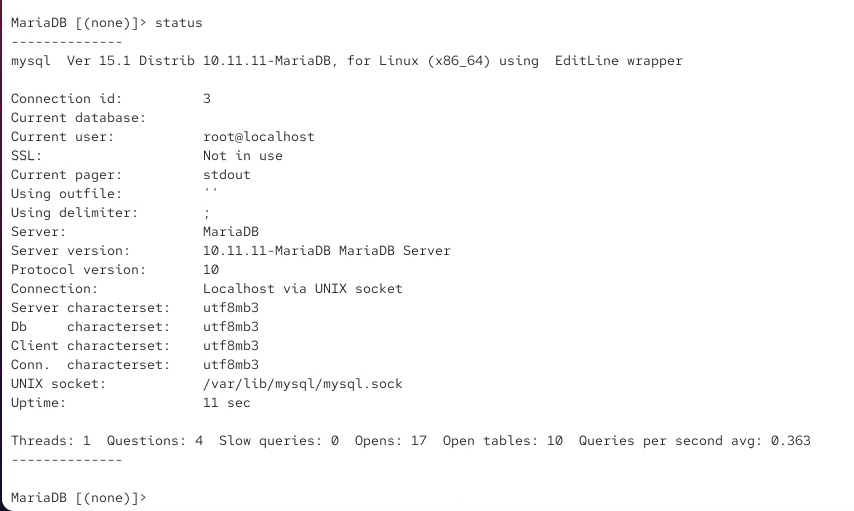 MariaDB [(none)]> status
--------------
mysql  Ver 15.1 Distrib 10.11.11-MariaDB, for Linux (x86_64) using  EditLine wrapper

Connection id:          3
Current database:
Current user:           root@localhost
SSL:                    Not in use
Current pager:          stdout
Using outfile:          ''
Using delimiter:        ;
Server:                 MariaDB
Server version:         10.11.11-MariaDB MariaDB Server
Protocol version:       10
Connection:             Localhost via UNIX socket
Server characterset:    utf8mb3
Db     characterset:    utf8mb3
Client characterset:    utf8mb3
Conn.  characterset:    utf8mb3
UNIX socket:            /var/lib/mysql/mysql.sock
Uptime:                 11 sec

Threads: 1  Questions: 4  Slow queries: 0  Opens: 17  Open tables: 10  Queries per second avg: 0.363
--------------

MariaDB [(none)]>